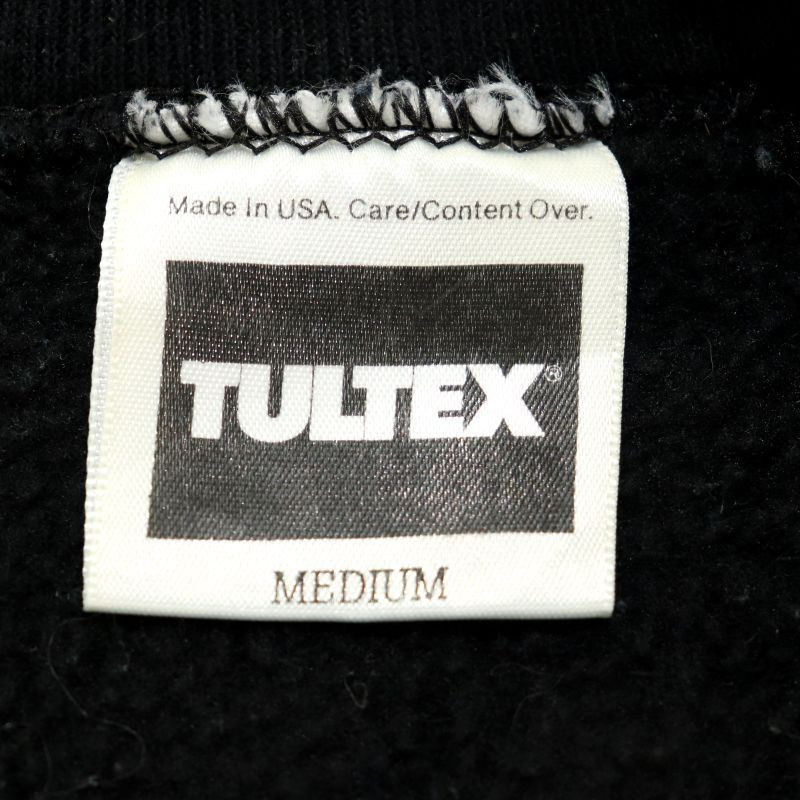 Made In USA. Care/Content Over.
TULTEX®
MEDIUM